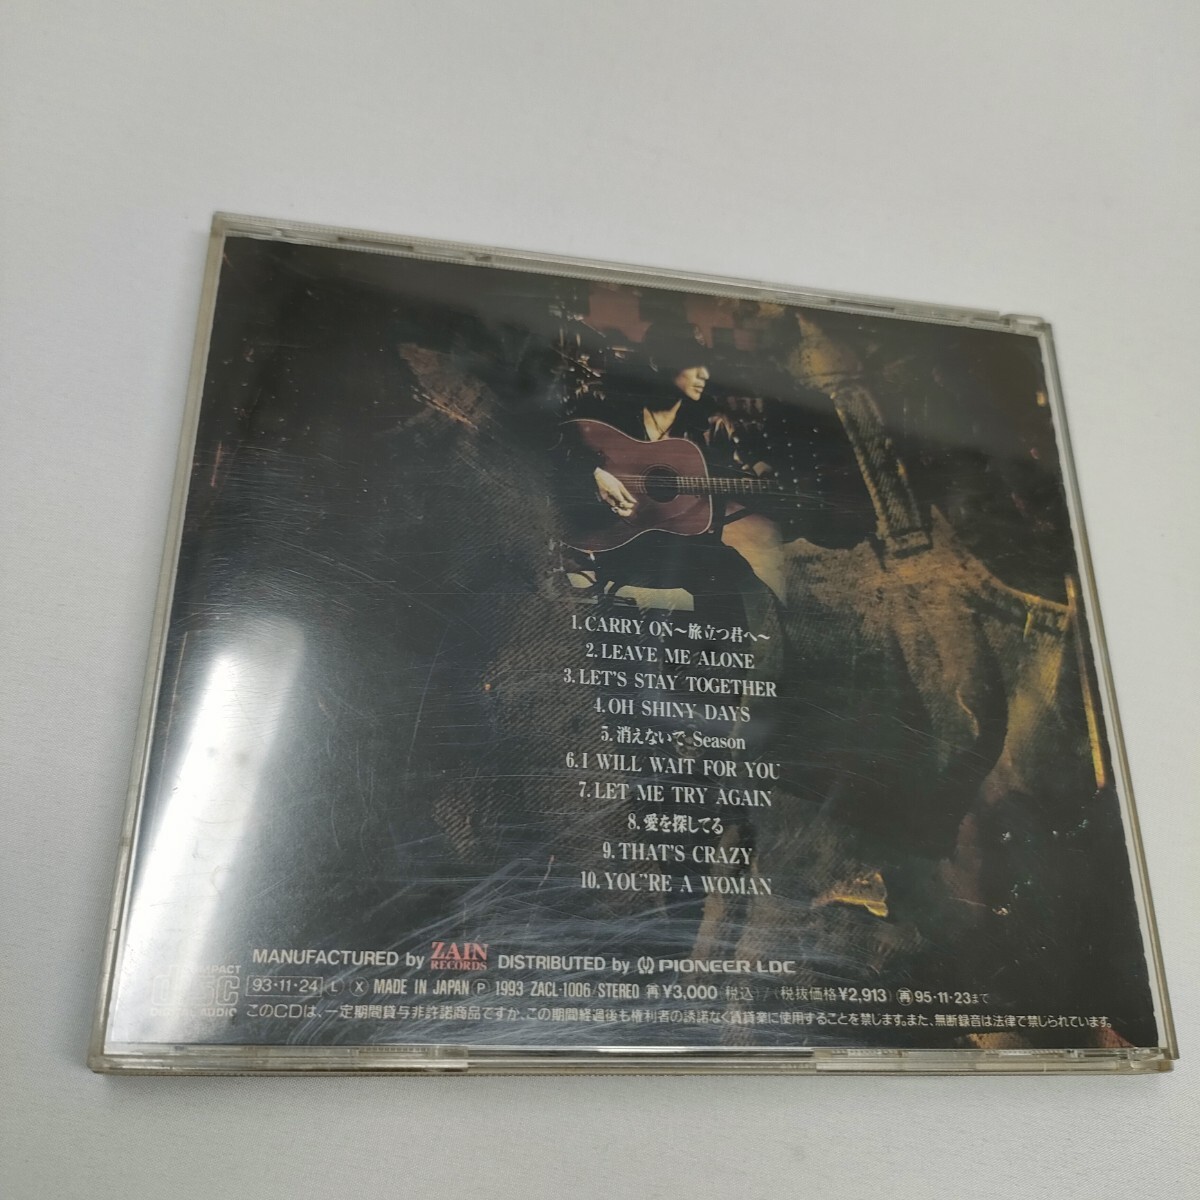 1. CARRY ON〜旅立つ君へ〜
2. LEAVE ME ALONE
3. LET'S STAY TOGETHER
4. OH SHINY DAYS
5. 消えないで Season
6. I WILL WAIT FOR YOU
7. LET ME TRY AGAIN
8. 愛を探してる
9. THAT'S CRAZY
10. YOU'RE A WOMAN
MANUFACTURED by ZAIN RECORDS DISTRIBUTED by PIONEER LDC
COMPACT
DIGITAL AUDIO
93・11・24 L X MADE IN JAPAN Ⓟ 1993 ZACL-1006/STEREO 再¥3,000 税込 (税抜価格¥2,913) 再95・11・23まで
このCDは、一定期間貸与非許諾商品ですが、この期間経過後も権利者の許諾なく賃貸業に使用することを禁じます。また、無断録音は法律で禁じられています。